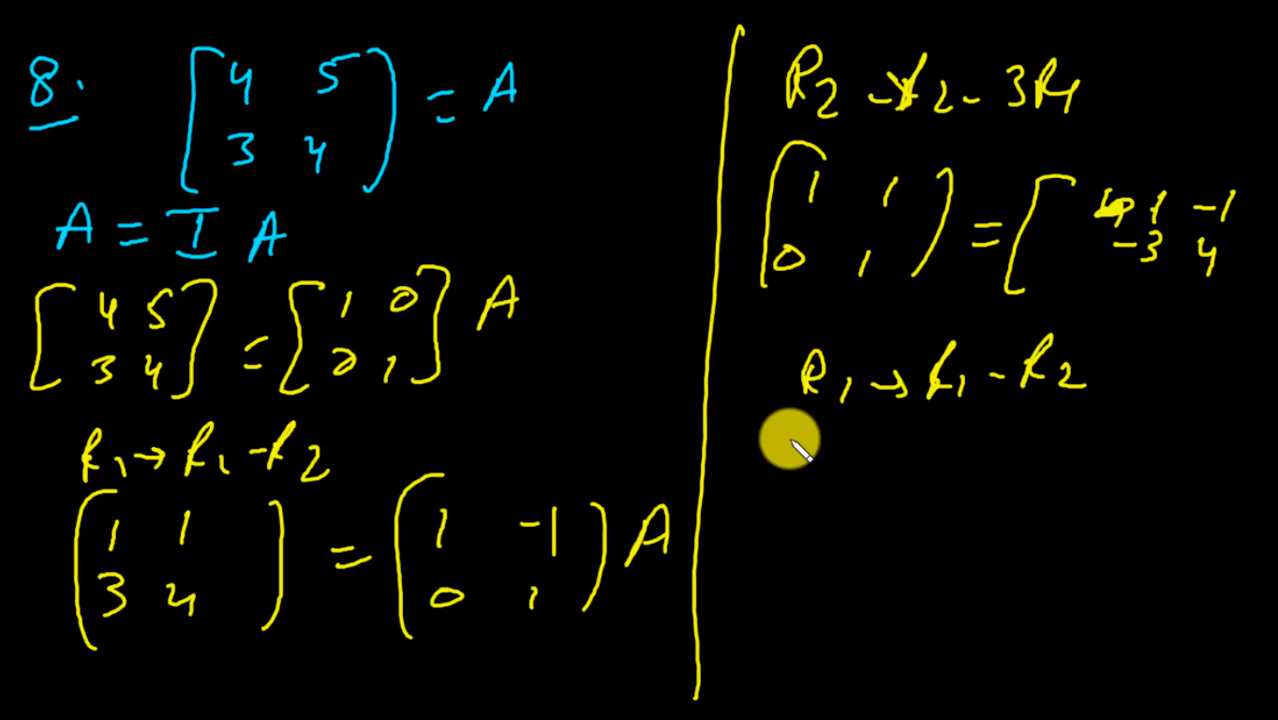 8. [4 5
3 4] = A
A = I A
[4 5
3 4] = [1 0
0 1] A
R1 → R1 - R2
(1 1
3 4) = (1 -1
0 1) A
R2 → R2 - 3R1
(1 1
0 1) = [1 -1
-3 4
R1 → R1 - R2